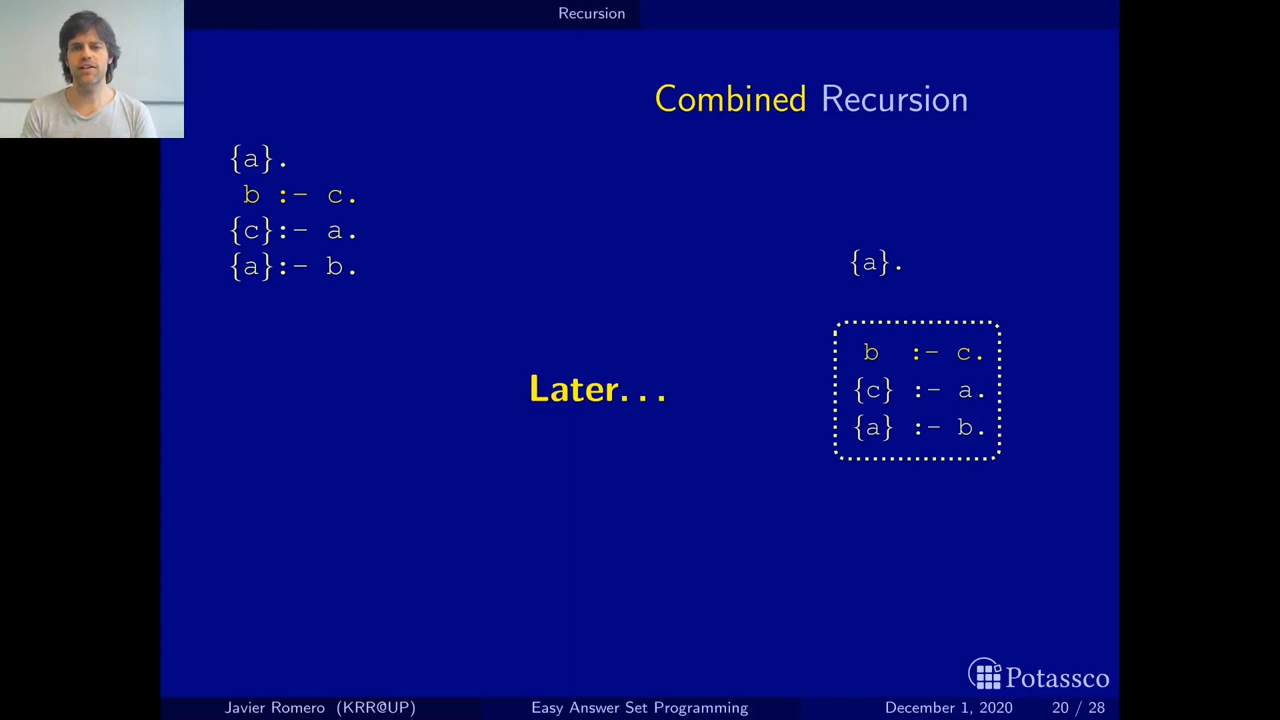 Recursion
Combined Recursion
{a}.
b :- c.
{c}:- a.
{a}:- b.
{a}.
b :- c.
{c} :- a.
{a} :- b.
Later...
Potassco
Javier Romero (KRR@UP) Easy Answer Set Programming December 1, 2020 20 / 28